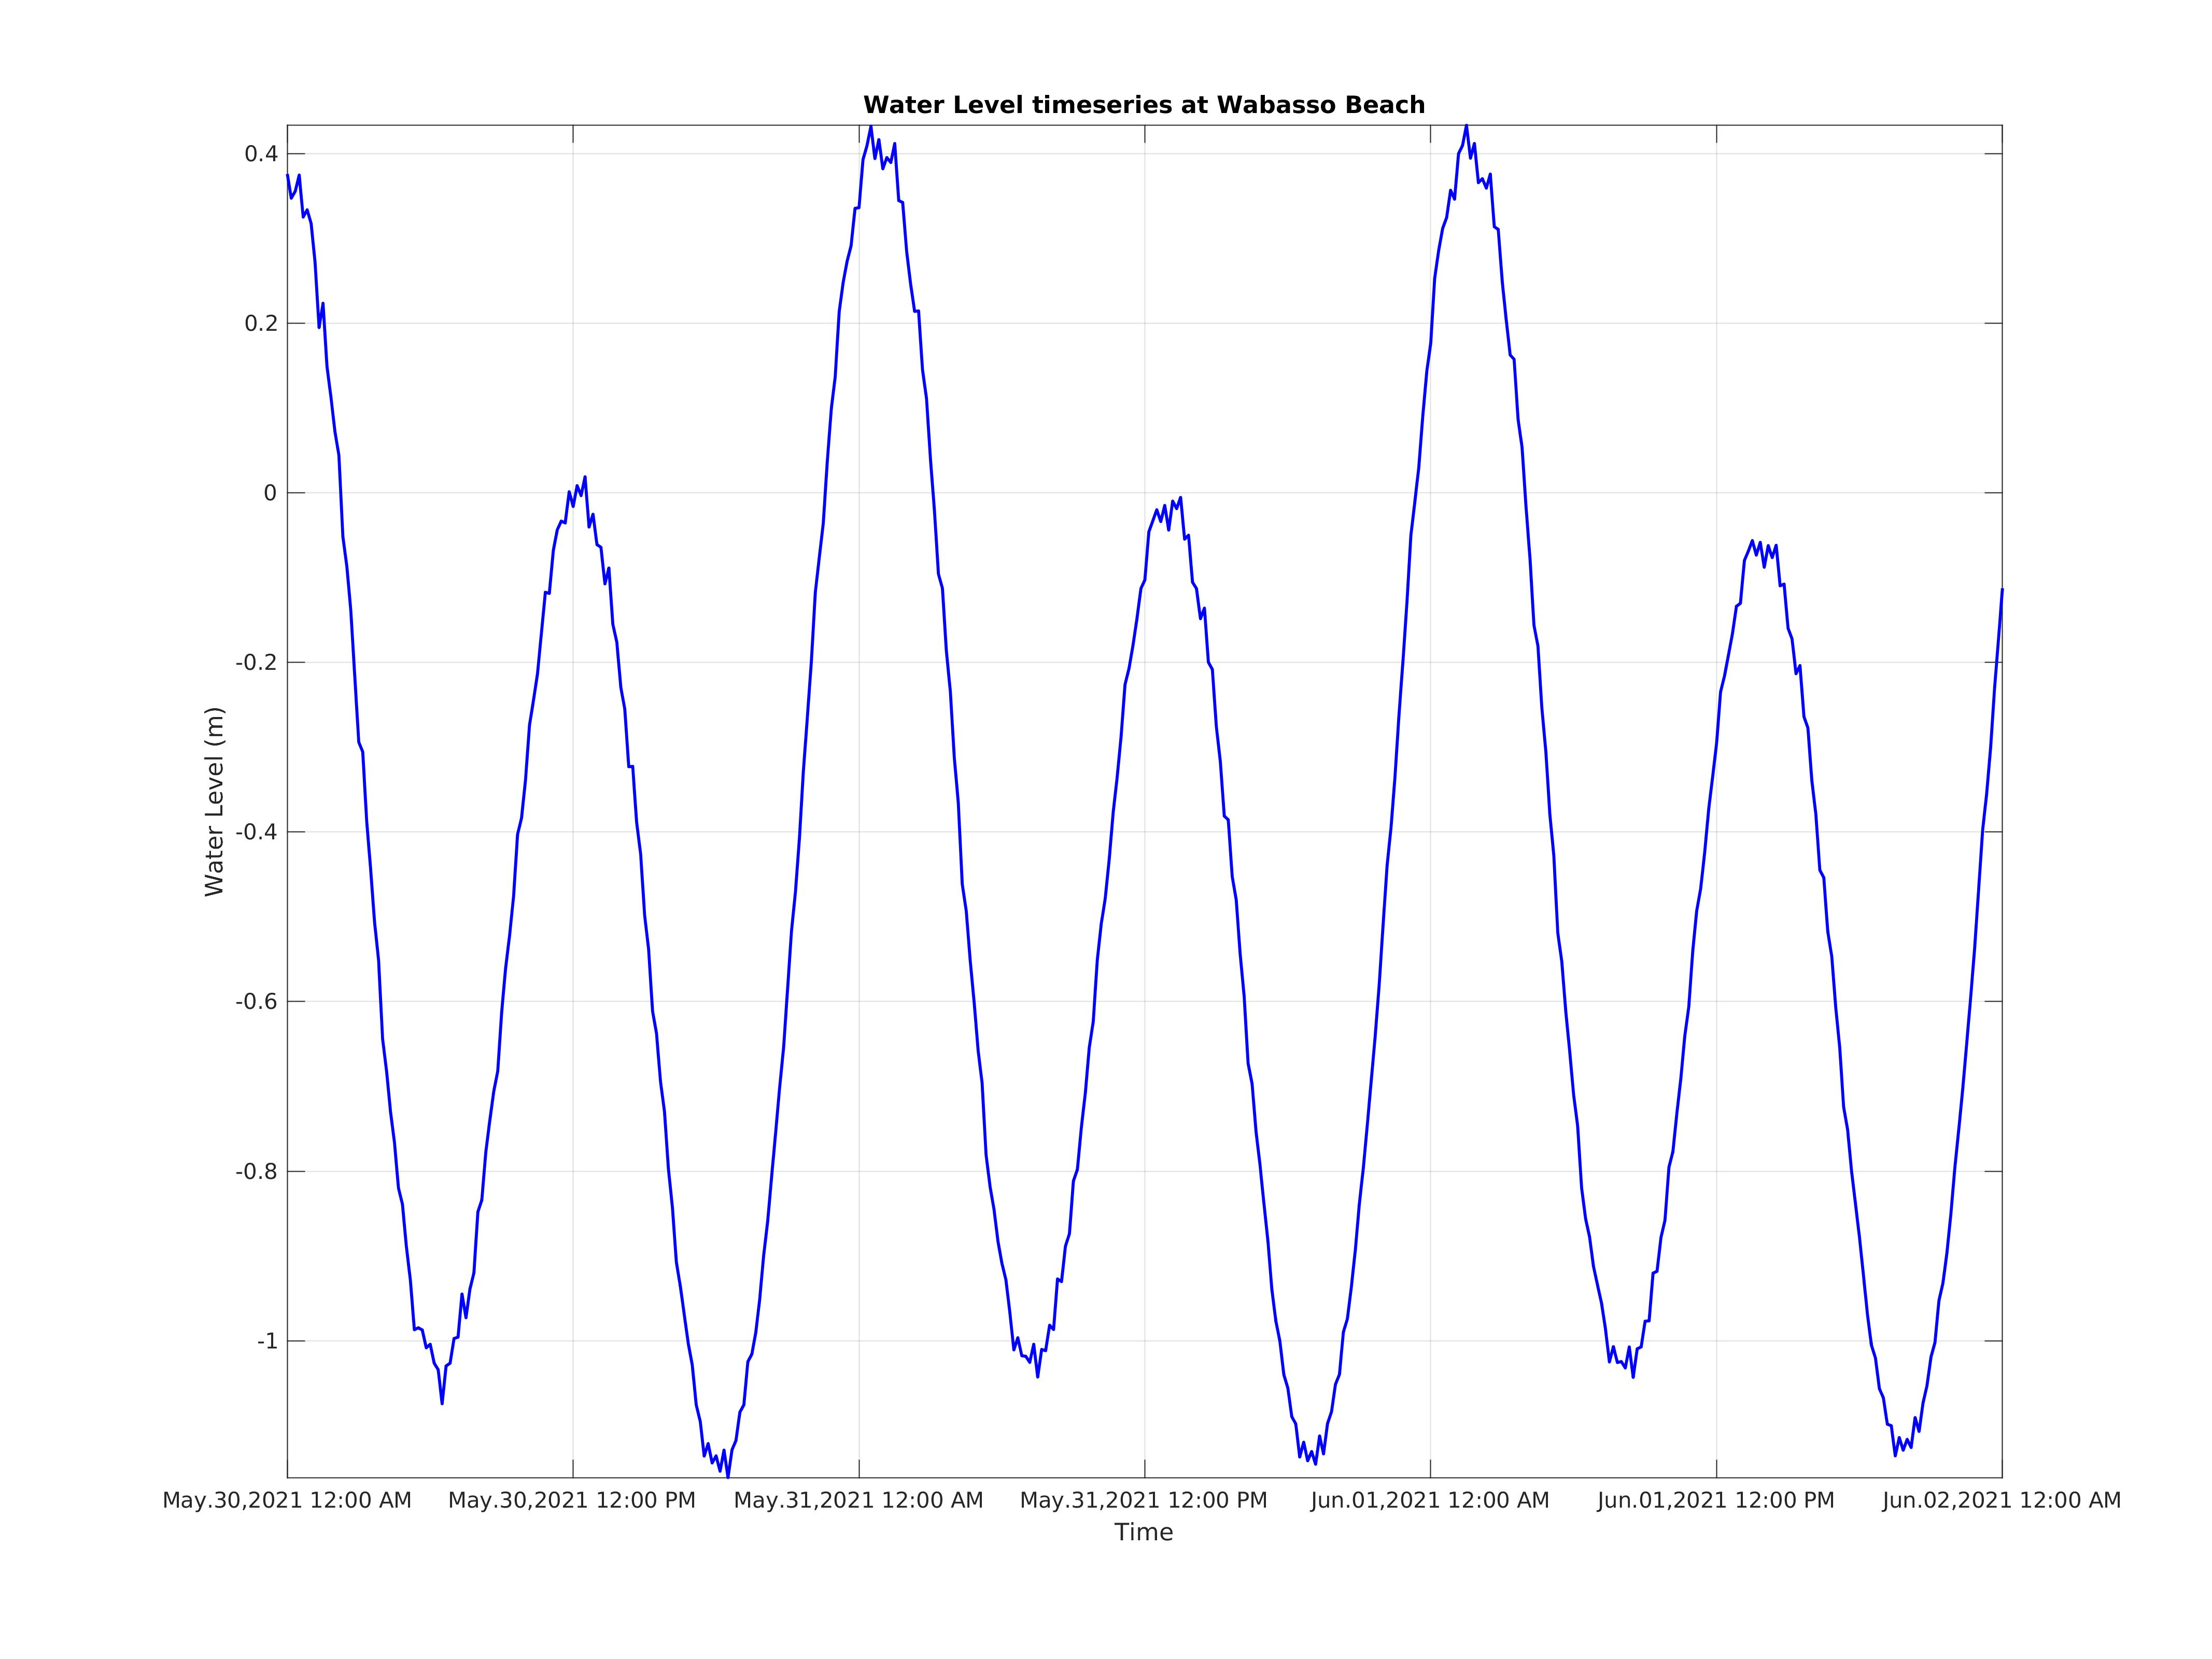 Water Level timeseries at Wabasso Beach
0.4
0.2
0
-0.2
-0.4
-0.6
-0.8
-1
Water Level (m)
May.30,2021 12:00 AM May.30,2021 12:00 PM May.31,2021 12:00 AM May.31,2021 12:00 PM Jun.01,2021 12:00 AM Jun.01,2021 12:00 PM Jun.02,2021 12:00 AM
Time